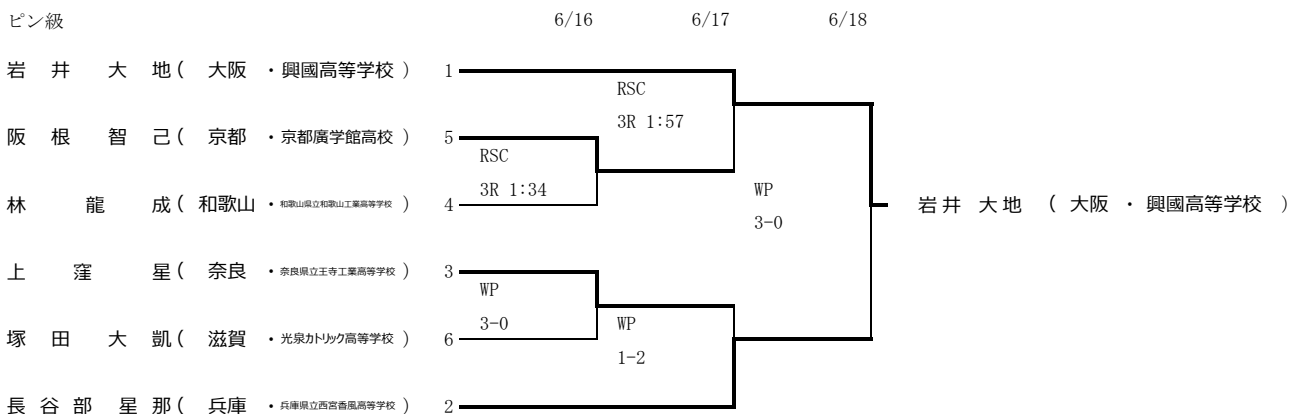 ピン級 6/16 6/17 6/18
岩井 大地 ( 大阪 ・ 興國高等学校 ) 1
RSC
3R 1:57
阪根 智己 ( 京都 ・ 京都廣学館高校 ) 5
RSC
3R 1:34
林 龍成 ( 和歌山 ・ 和歌山県立和歌山工業高等学校 ) 4
WP
3-0
岩井 大地 ( 大阪 ・ 興國高等学校 )
上窪 星 ( 奈良 ・ 奈良県立王寺工業高等学校 ) 3
WP
3-0
塚田 大凱 ( 滋賀 ・ 光泉カトリック高等学校 ) 6
WP
1-2
長谷部 星那 ( 兵庫 ・ 兵庫県立西宮香風高等学校 ) 2